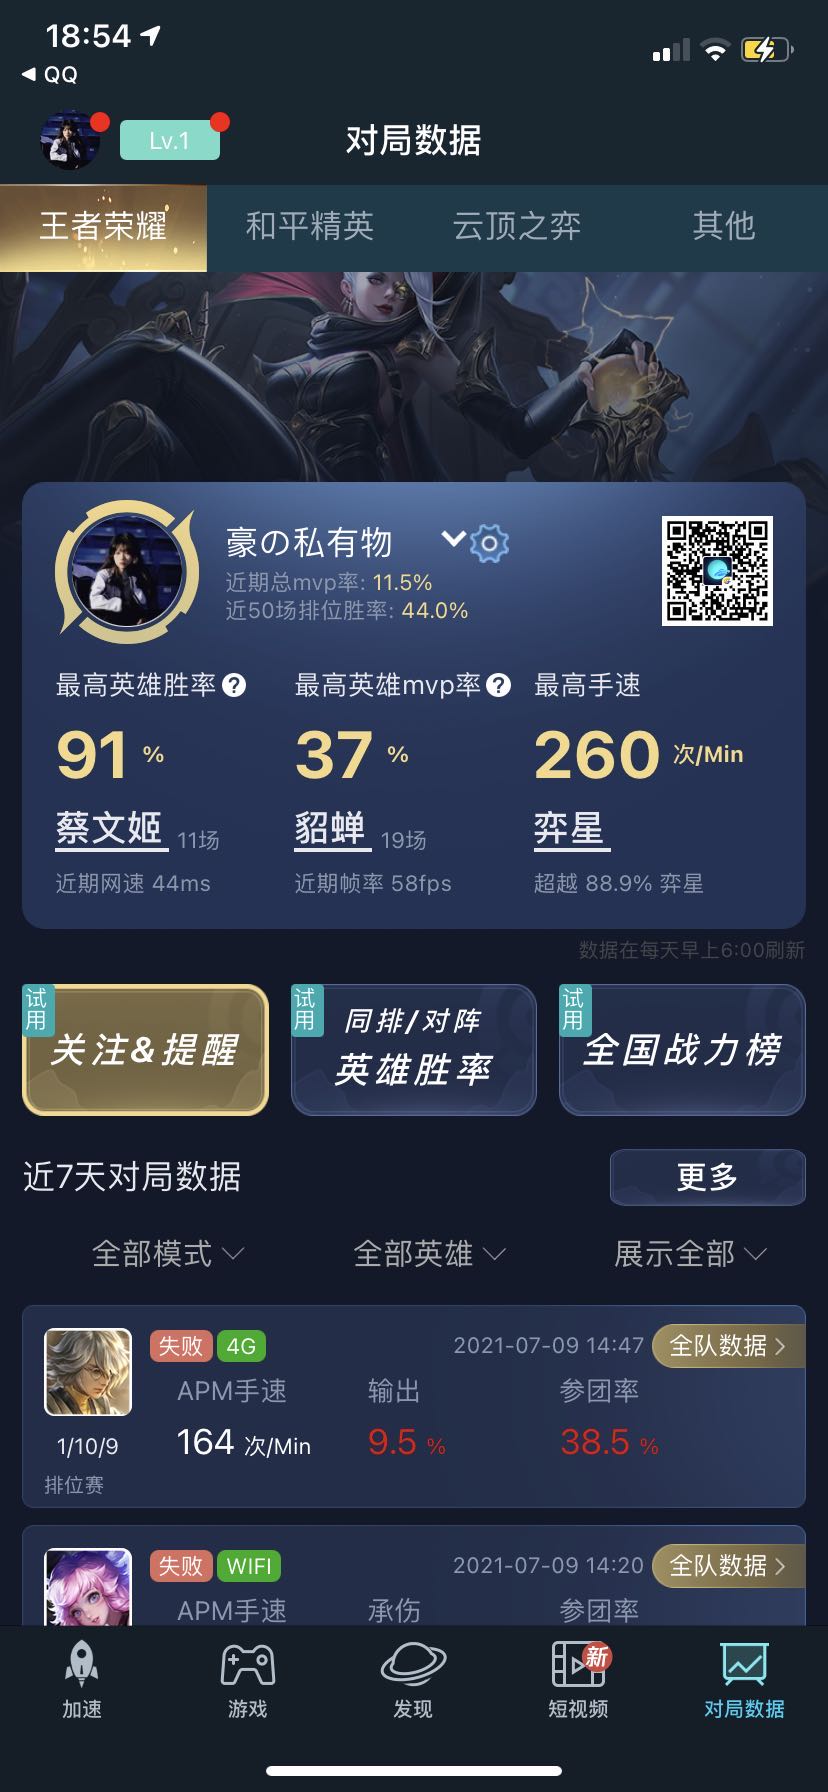 18:54
QQ
Lv.1
对局数据
王者荣耀
和平精英
云顶之弈
其他
豪の私有物
近期总mvp率: 11.5%
近50场排位胜率: 44.0%
最高英雄胜率?
最高英雄mvp率?
最高手速
91 %
37 %
260 次/Min
蔡文姬 11场
貂蝉 19场
弈星
近期网速 44ms
近期帧率 58fps
超越 88.9% 弈星
数据在每天早上6:00刷新
试用
关注&提醒
试用
同排/对阵
英雄胜率
试用
全国战力榜
近7天对局数据
更多
全部模式
全部英雄
展示全部
失败 4G
2021-07-09 14:47
全队数据
APM手速
输出
参团率
1/10/9
164 次/Min
9.5 %
38.5 %
排位赛
失败 WIFI
2021-07-09 14:20
全队数据
APM手速
承伤
参团率
新
加速
游戏
发现
短视频
对局数据